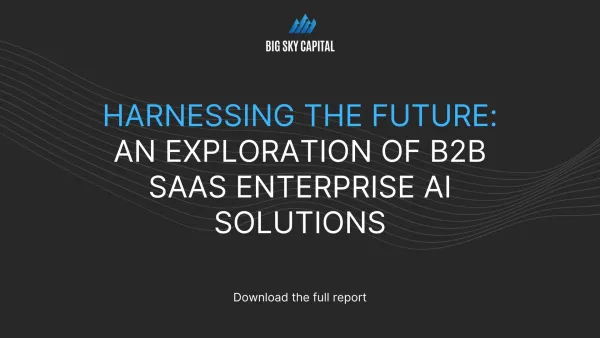 BIG SKY CAPITAL
HARNESSING THE FUTURE:
AN EXPLORATION OF B2B
SAAS ENTERPRISE AI
SOLUTIONS
Download the full report